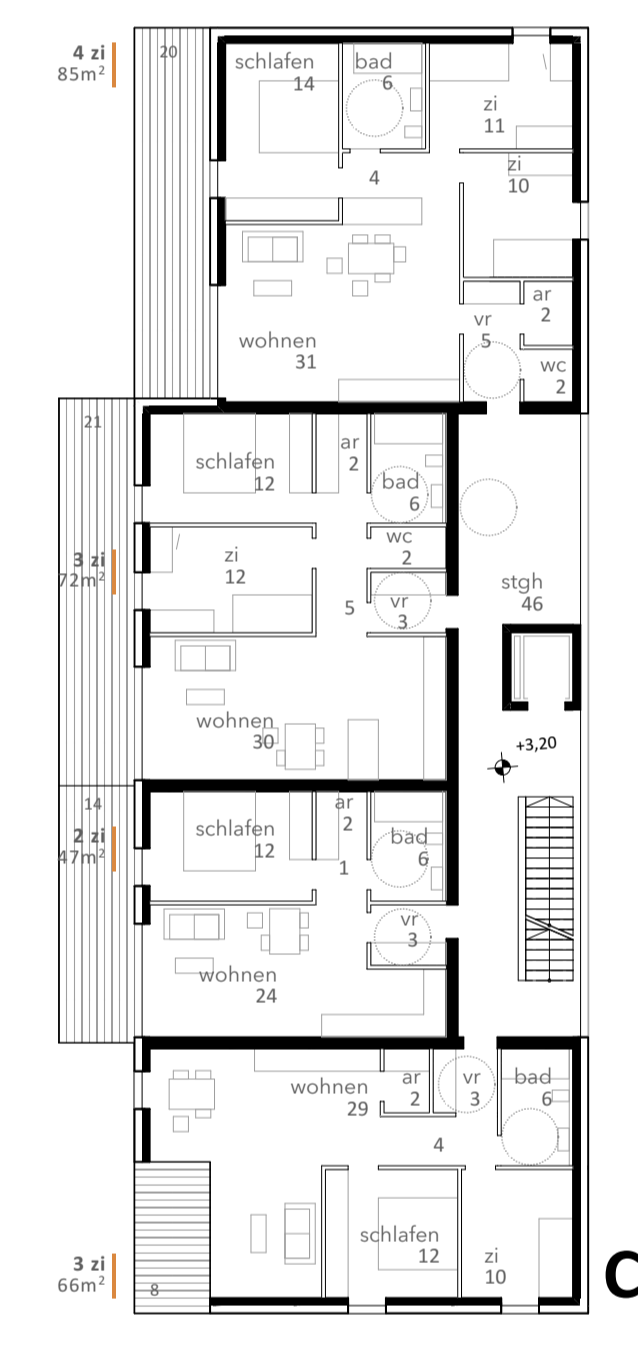 4 zi
85m²
20
schlafen
14
bad
6
zi
11
4
zi
10
wohnen
31
vr
5
ar
2
wc
2
21
3 zi
72m²
schlafen
12
ar
2
bad
6
zi
12
wc
2
5
vr
3
stgh
46
wohnen
30
+3,20
14
2 zi
47m²
schlafen
12
ar
2
1
bad
6
vr
3
wohnen
24
wohnen
29
ar
2
vr
3
bad
6
4
schlafen
12
zi
10
3 zi
66m²
8
C